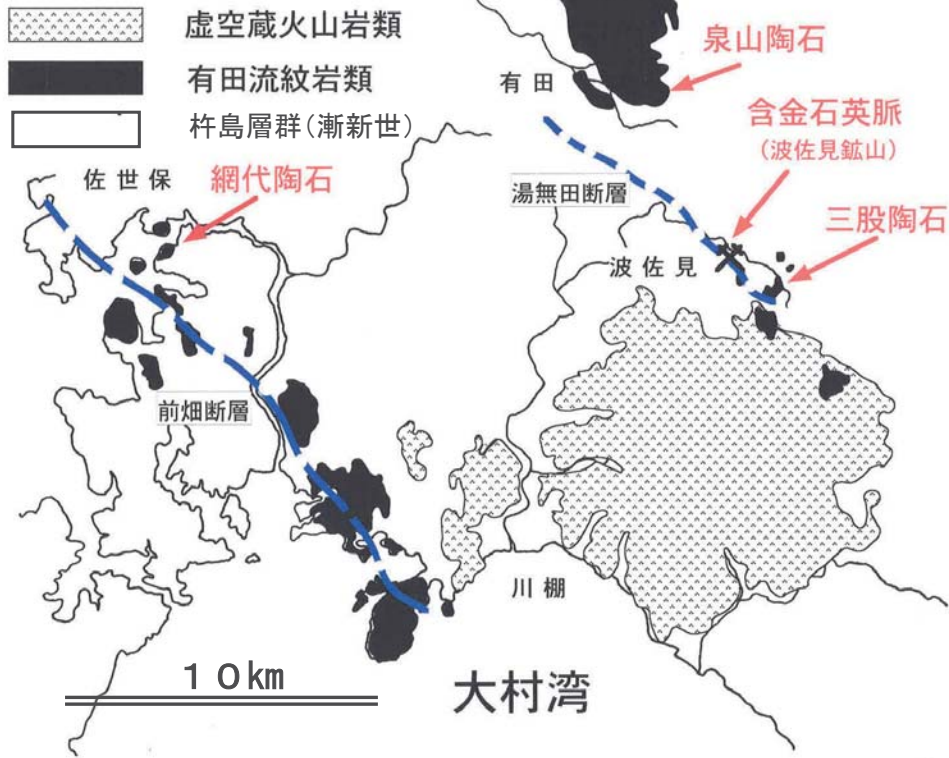 虚空蔵火山岩類
有田流紋岩類
杵島層群(漸新世)
泉山陶石
有田
含金石英脈
(波佐見鉱山)
佐世保
網代陶石
湯無田断層
三股陶石
波佐見
前畑断層
川棚
10km
大村湾